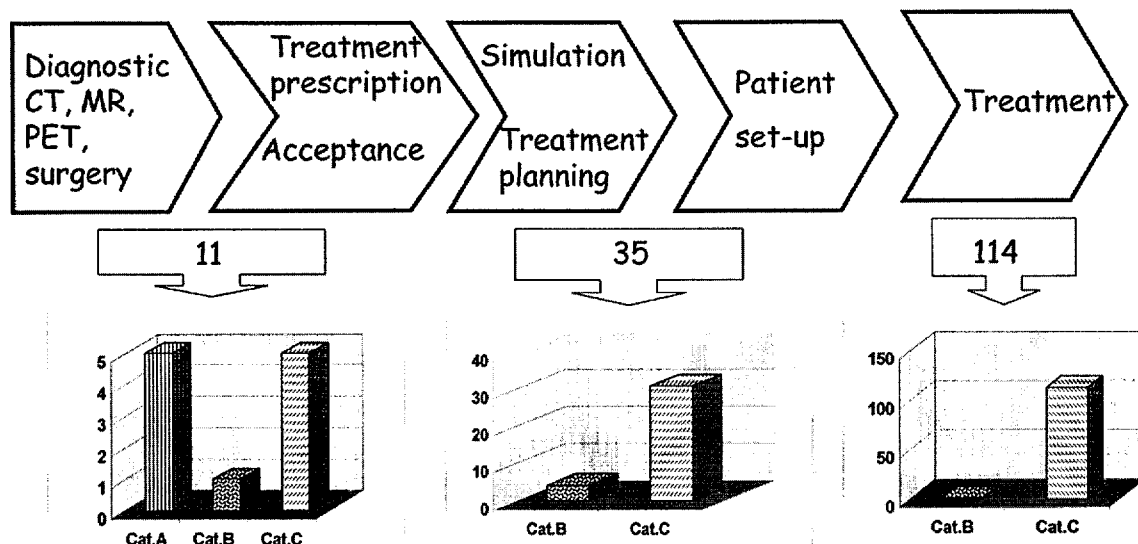 Diagnostic
CT, MR,
PET,
surgery
Treatment
prescription
Acceptance
Simulation
Treatment
planning
Patient
set-up
Treatment
11
35
114
5
4
3
2
1
0
Cat.A Cat.B Cat.C
40
30
20
10
0
Cat.B Cat.C
150
100
50
0
Cat.B Cat.C